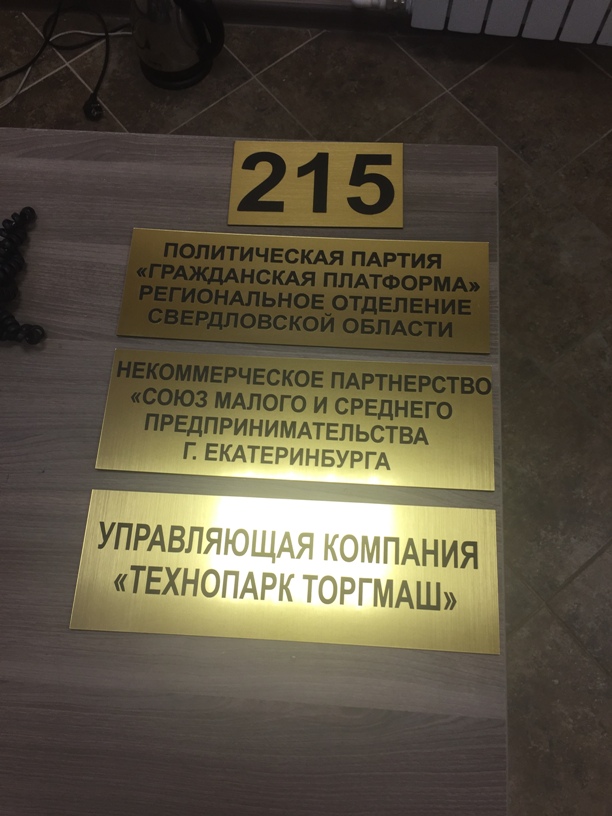 215
ПОЛИТИЧЕСКАЯ ПАРТИЯ
«ГРАЖДАНСКАЯ ПЛАТФОРМА»
РЕГИОНАЛЬНОЕ ОТДЕЛЕНИЕ
СВЕРДЛОВСКОЙ ОБЛАСТИ
НЕКОММЕРЧЕСКОЕ ПАРТНЕРСТВО
«СОЮЗ МАЛОГО И СРЕДНЕГО
ПРЕДПРИНИМАТЕЛЬСТВА
Г. ЕКАТЕРИНБУРГА
УПРАВЛЯЮЩАЯ КОМПАНИЯ
«ТЕХНОПАРК ТОРГМАШ»